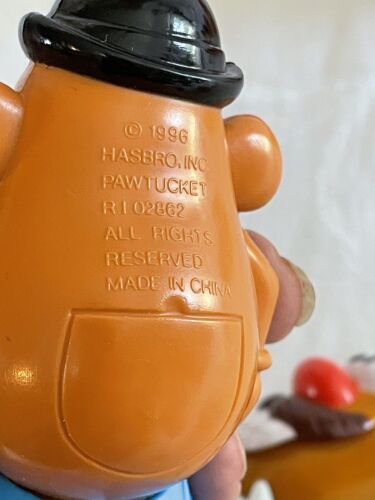 © 1996
HASBRO, INC.
PAWTUCKET
R I 02862
ALL RIGHTS
RESERVED
MADE IN CHINA